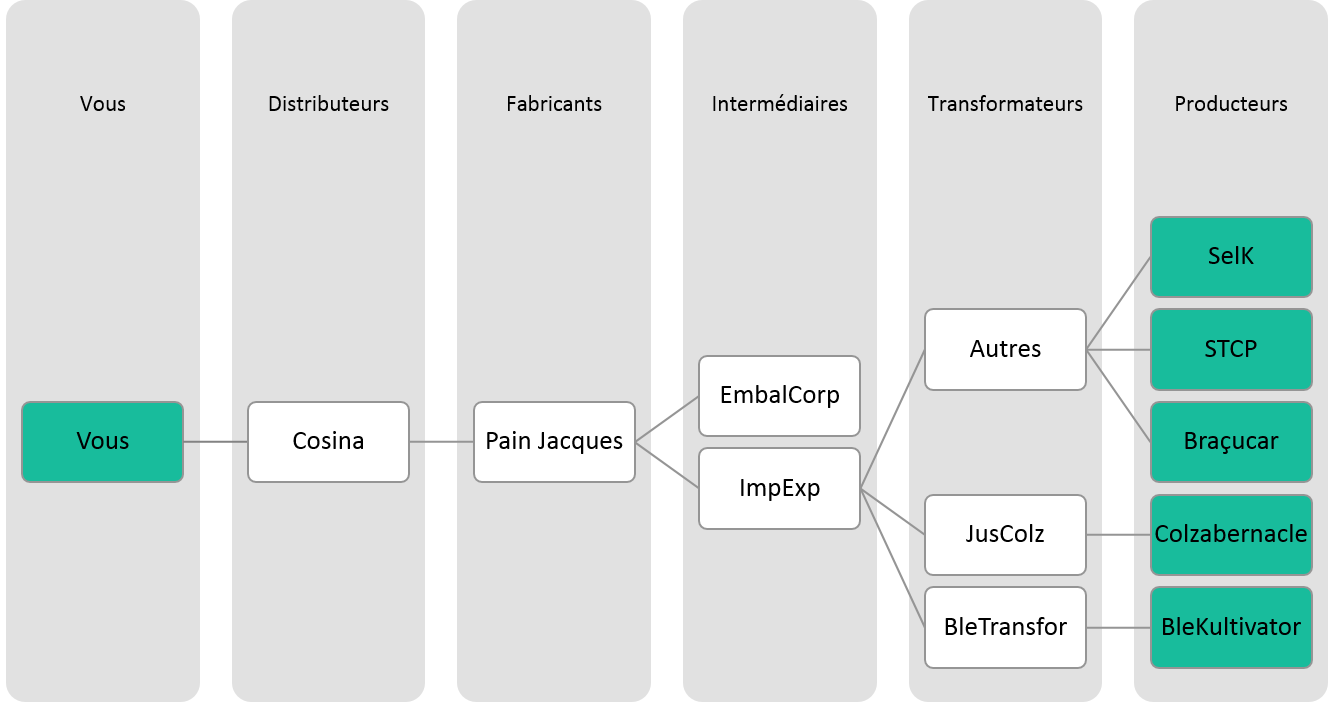 Vous
Distributeurs
Fabricants
Intermédiaires
Transformateurs
Producteurs
Vous
Cosina
Pain Jacques
EmbalCorp
ImpExp
Autres
JusColz
BleTransfor
SelK
STCP
Braçucar
Colzabernacle
BleKultivator